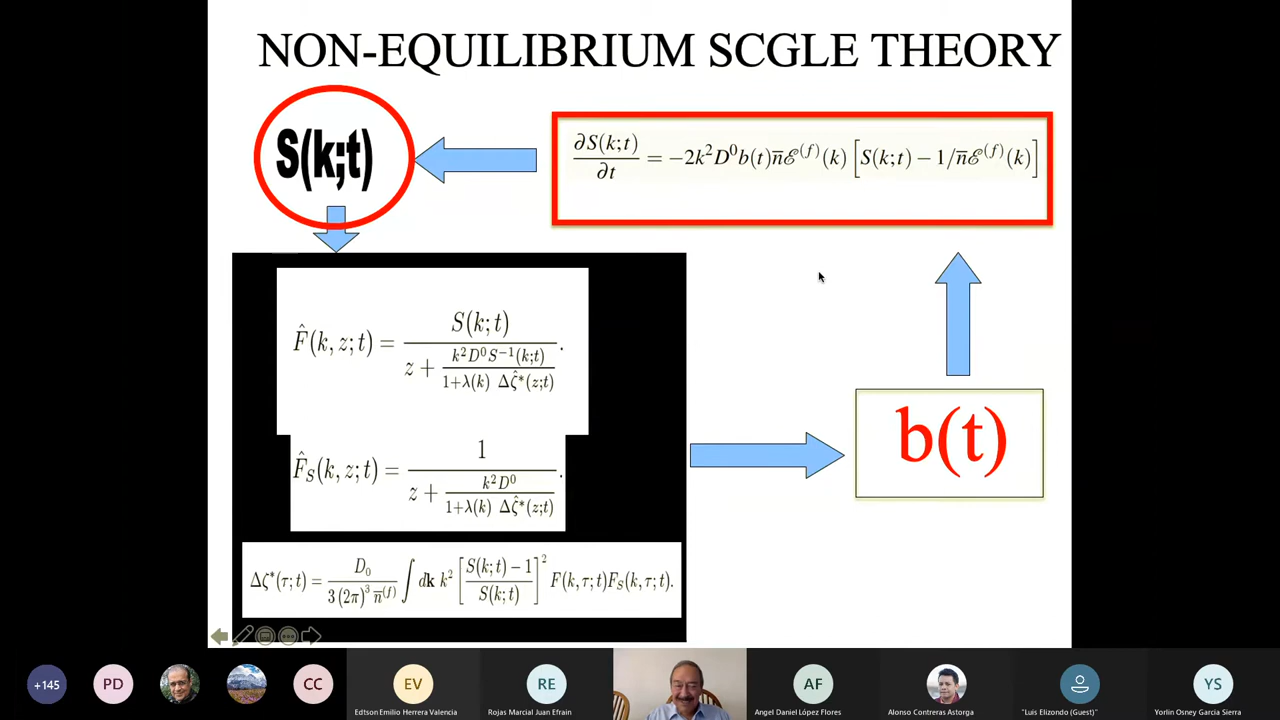 NON-EQUILIBRIUM SCGLE THEORY
S(k;t)
∂S(k;t)/∂t = −2k²D⁰b(t)n̅ℰ⁽ᶠ⁾(k) [S(k;t) − 1/n̅ℰ⁽ᶠ⁾(k)]
F̂(k, z; t) = S(k; t) / (z + k²D⁰S⁻¹(k;t) / (1+λ(k) Δζ̂*(z;t))).
F̂_S(k, z; t) = 1 / (z + k²D⁰ / (1+λ(k) Δζ̂*(z;t))).
b(t)
Δζ*(τ; t) = D₀ / (3(2π)³n̅⁽ᶠ⁾) ∫ dk k² [(S(k; t) − 1) / S(k; t)]² F(k, τ; t)F_S(k, τ; t).
+145
PD
CC
EV
RE
AF
YS
Edtson Emilio Herrera Valencia
Rojas Marcial Juan Efrain
Angel Daniel López Flores
Alonso Contreras Astorga
"Luis Elizondo (Guest)"
Yorlin Osney Garcia Sierra